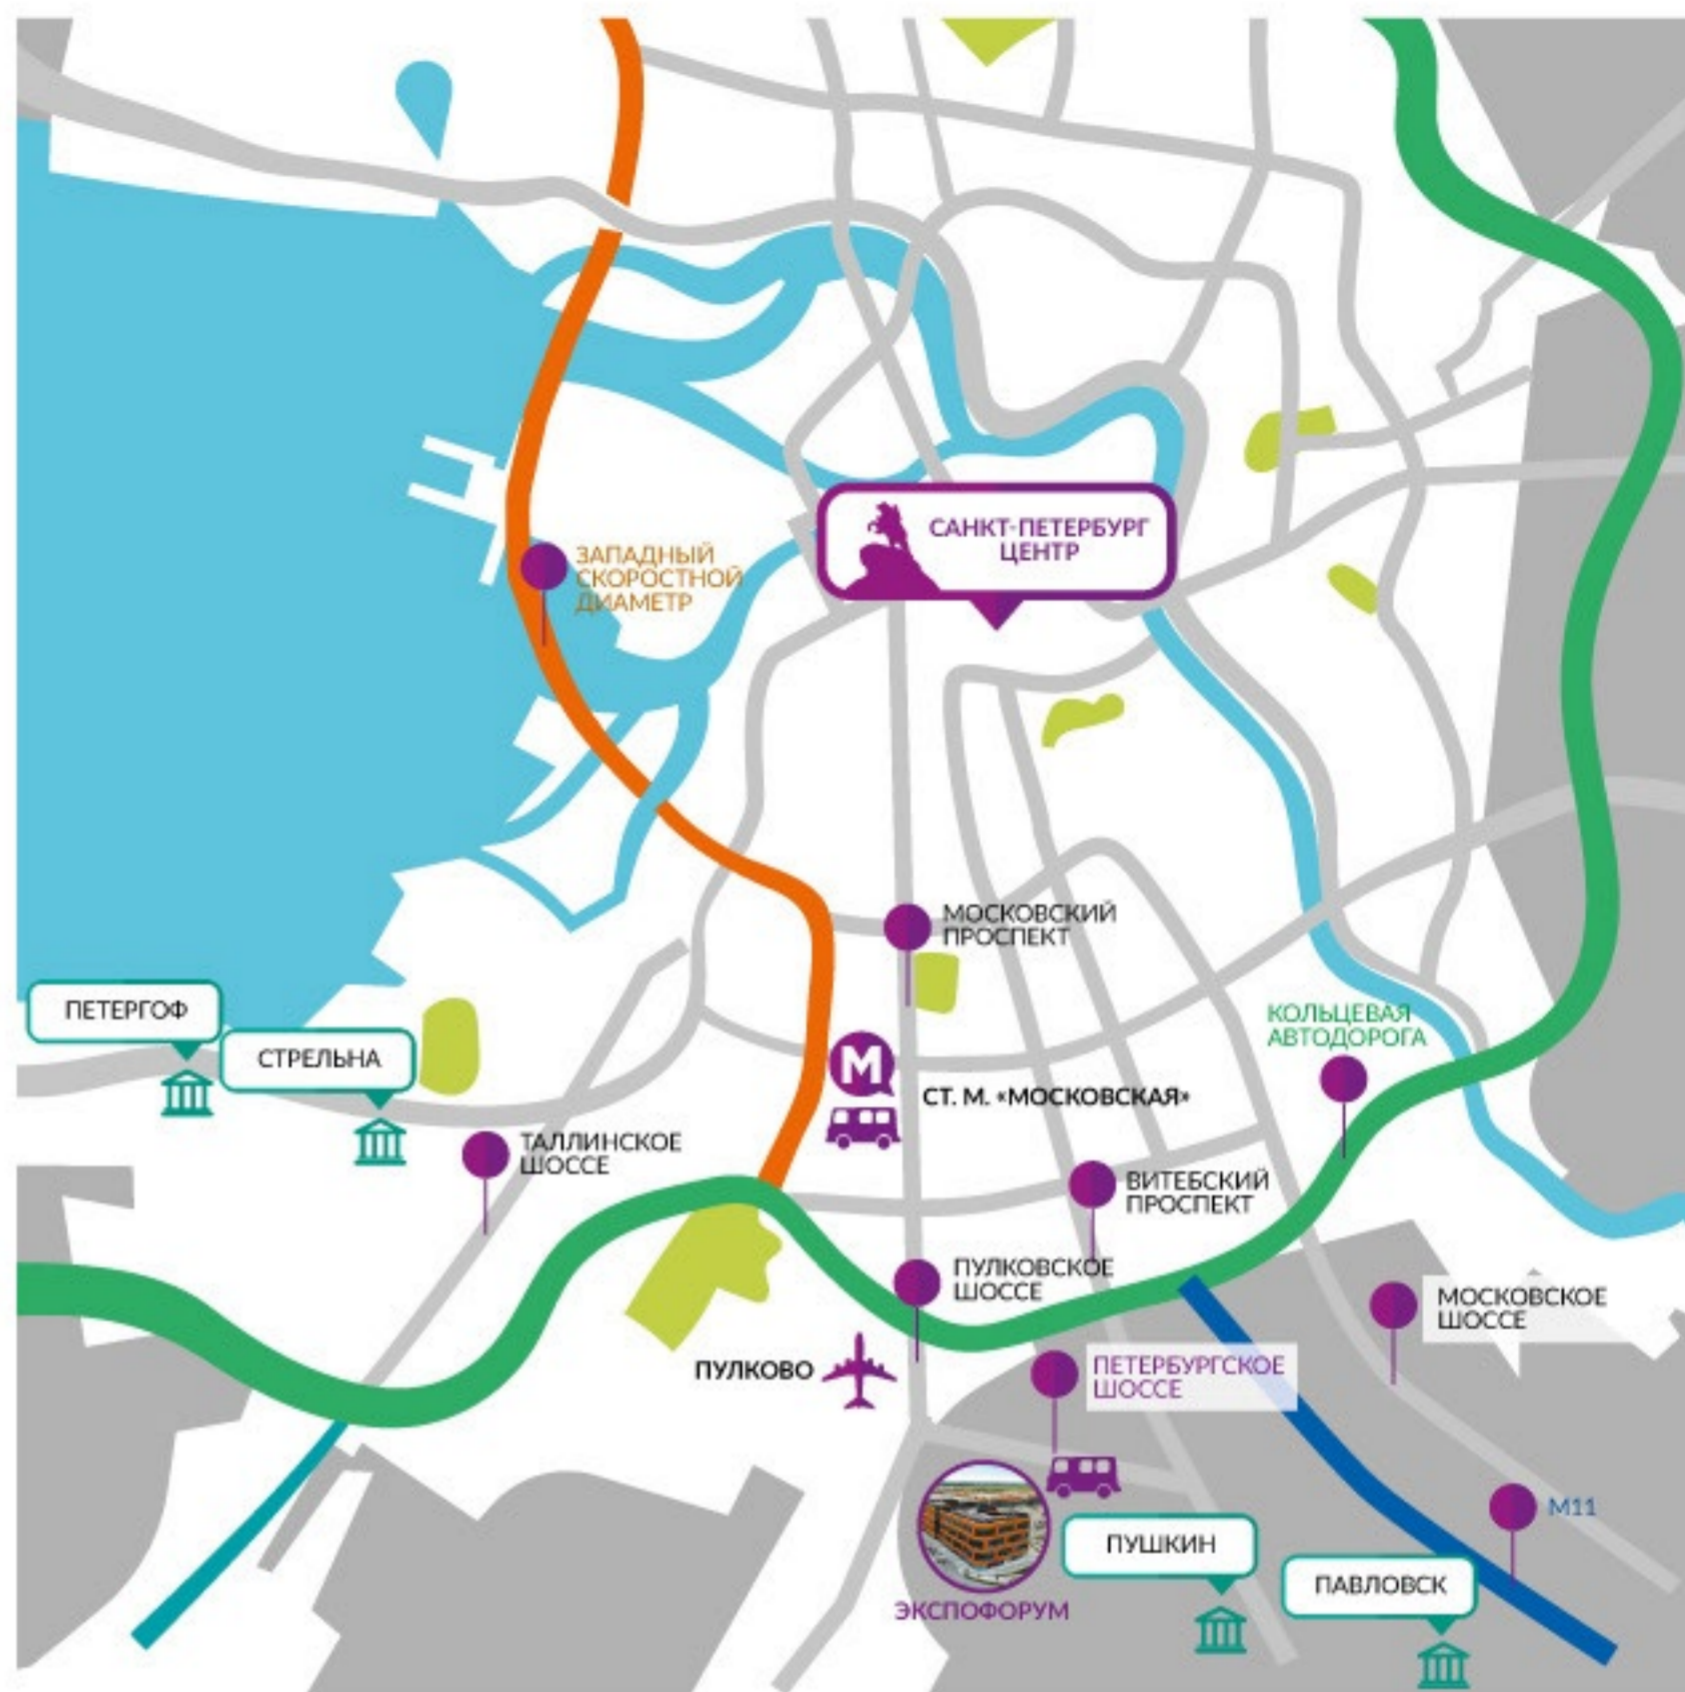 САНКТ-ПЕТЕРБУРГ
ЦЕНТР
ЗАПАДНЫЙ
СКОРОСТНОЙ
ДИАМЕТР
МОСКОВСКИЙ
ПРОСПЕКТ
ПЕТЕРГОФ
СТРЕЛЬНА
КОЛЬЦЕВАЯ
АВТОДОРОГА
М
СТ. М. «МОСКОВСКАЯ»
ТАЛЛИНСКОЕ
ШОССЕ
ВИТЕБСКИЙ
ПРОСПЕКТ
ПУЛКОВСКОЕ
ШОССЕ
МОСКОВСКОЕ
ШОССЕ
ПУЛКОВО
ПЕТЕРБУРГСКОЕ
ШОССЕ
М11
ПУШКИН
ПАВЛОВСК
ЭКСПОФОРУМ